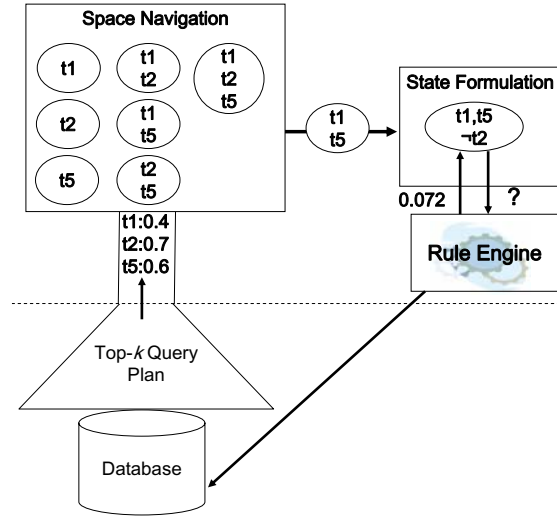 Space Navigation
t1
t1
t2
t1
t2
t5
t2
t1
t5
t5
t2
t5
t1
t5
State Formulation
t1,t5
¬t2
0.072
?
Rule Engine
t1:0.4
t2:0.7
t5:0.6
Top-k Query
Plan
Database